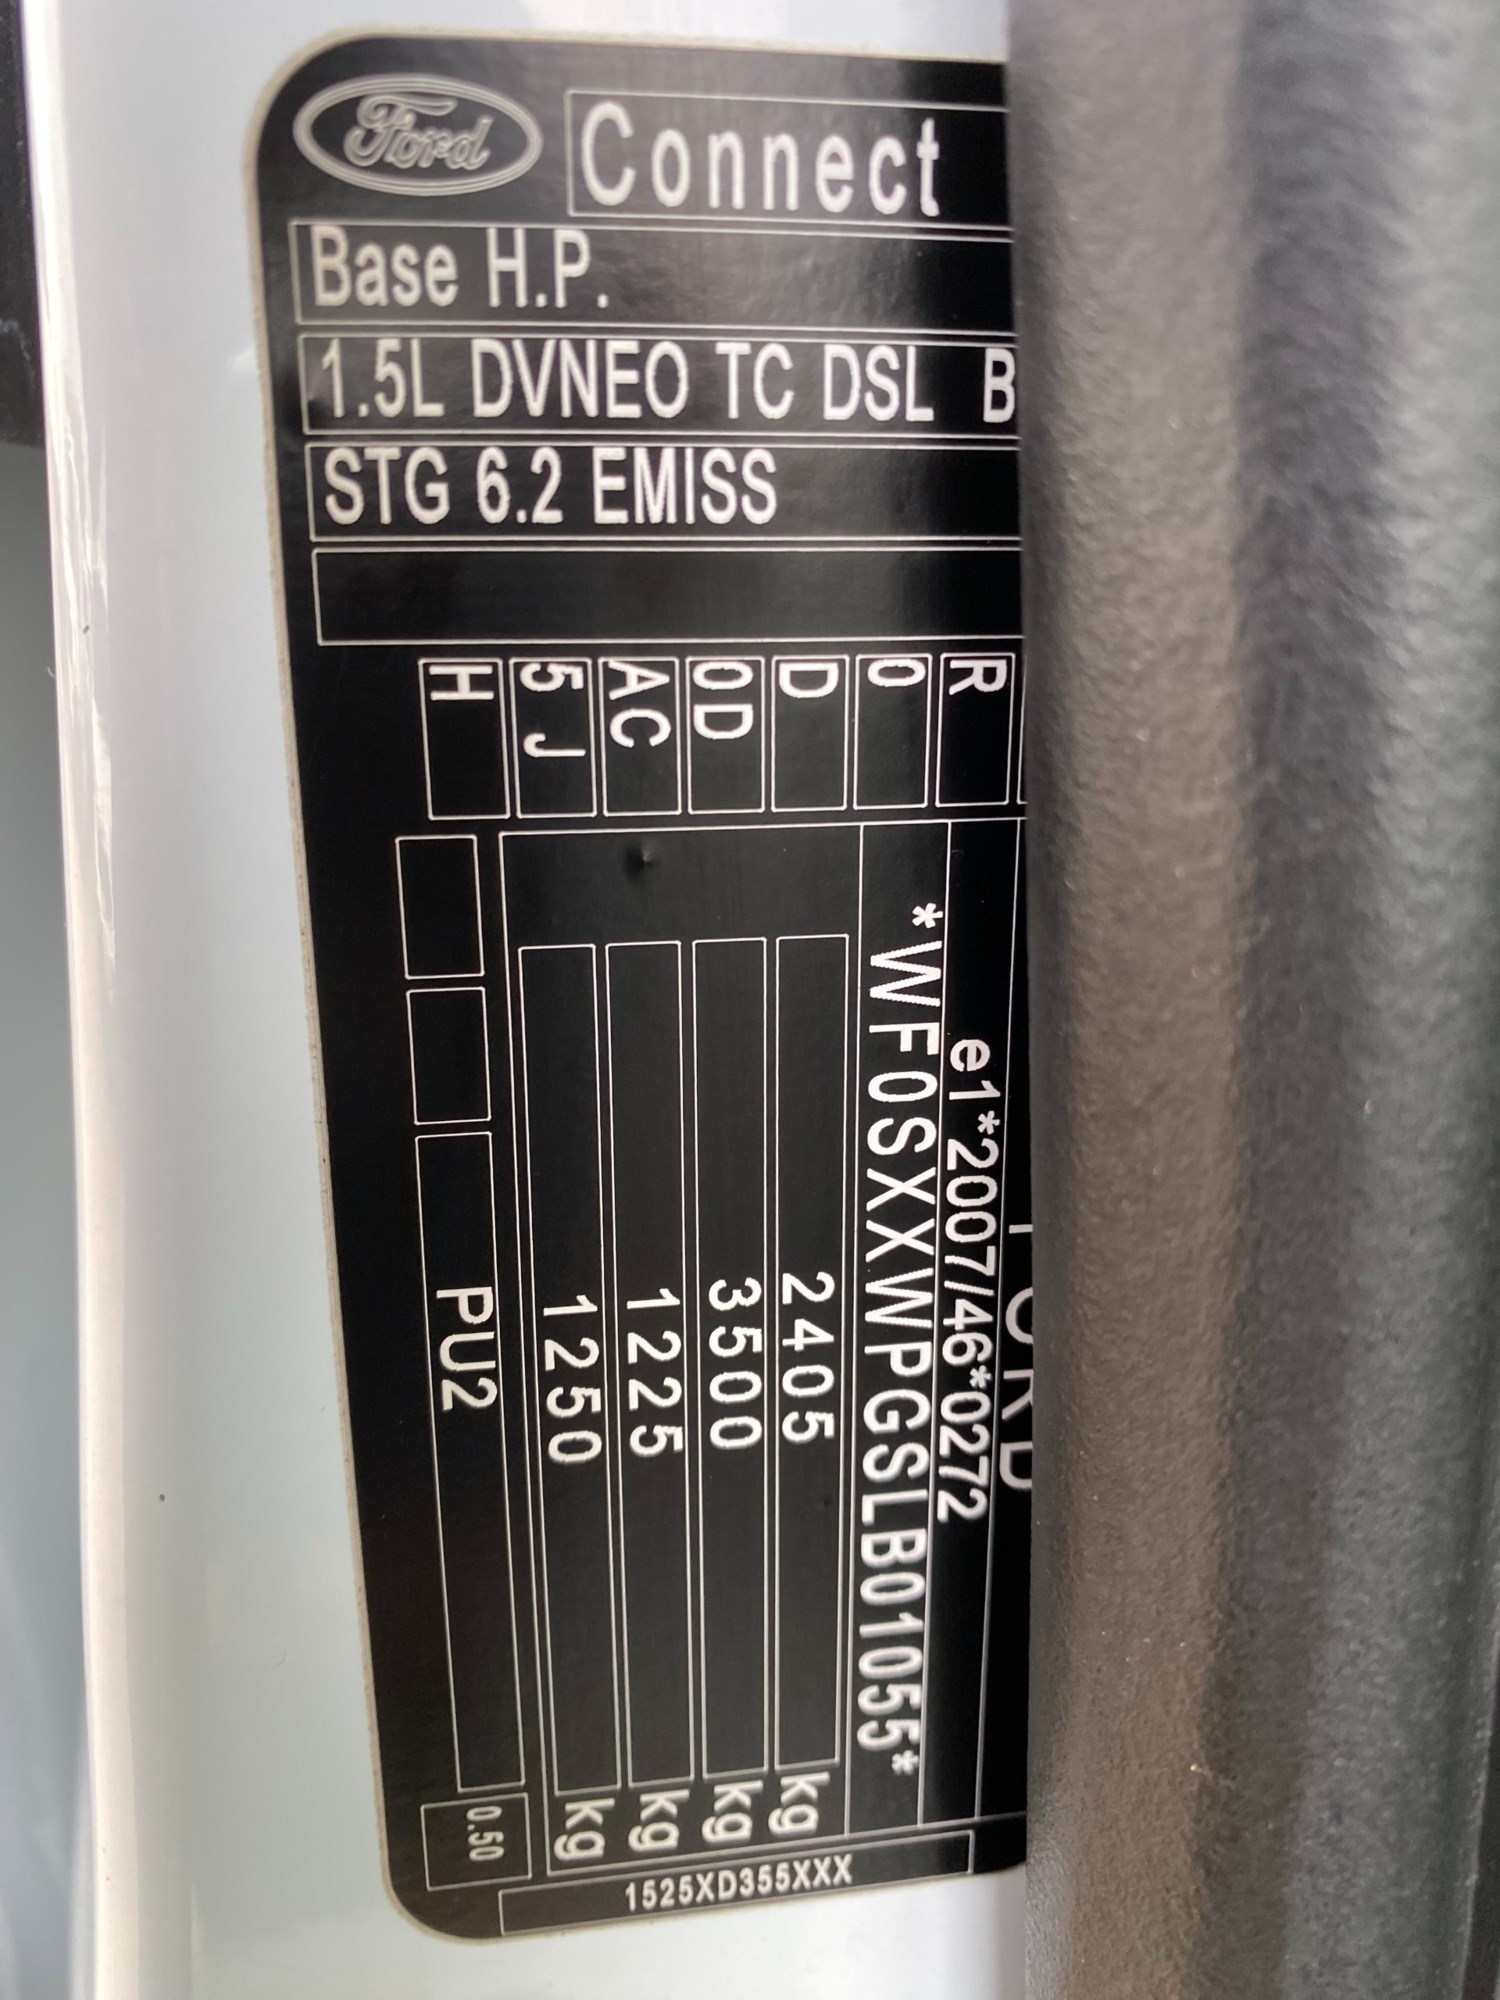 Ford
Connect
Base H.P.
1.5L DVNEO TC DSL B
STG 6.2 EMISS
R
0
D
0D
AC
5J
H
FORD
e1*2007/46*0272
*WF0SXXWPGSLB01055*
2405 kg
3500 kg
1225 kg
1250 kg
PU2
0.50
1525XD355XXX